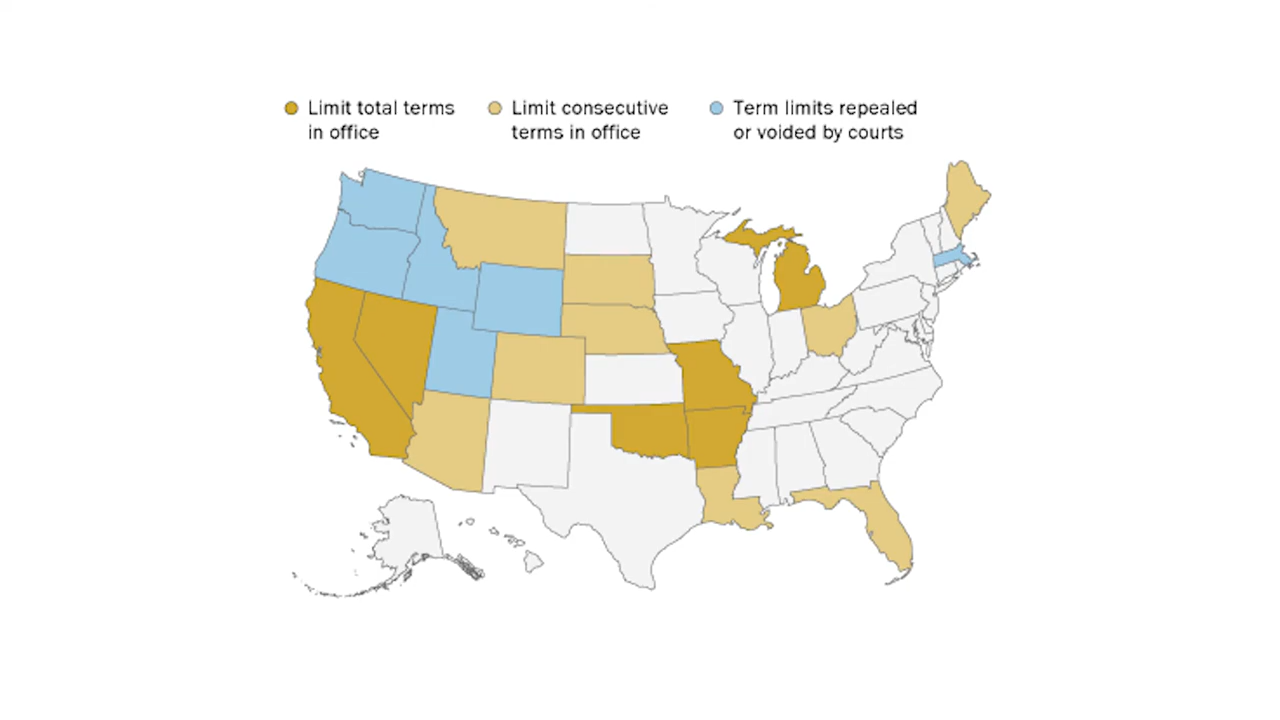 Limit total terms
in office
Limit consecutive
terms in office
Term limits repealed
or voided by courts